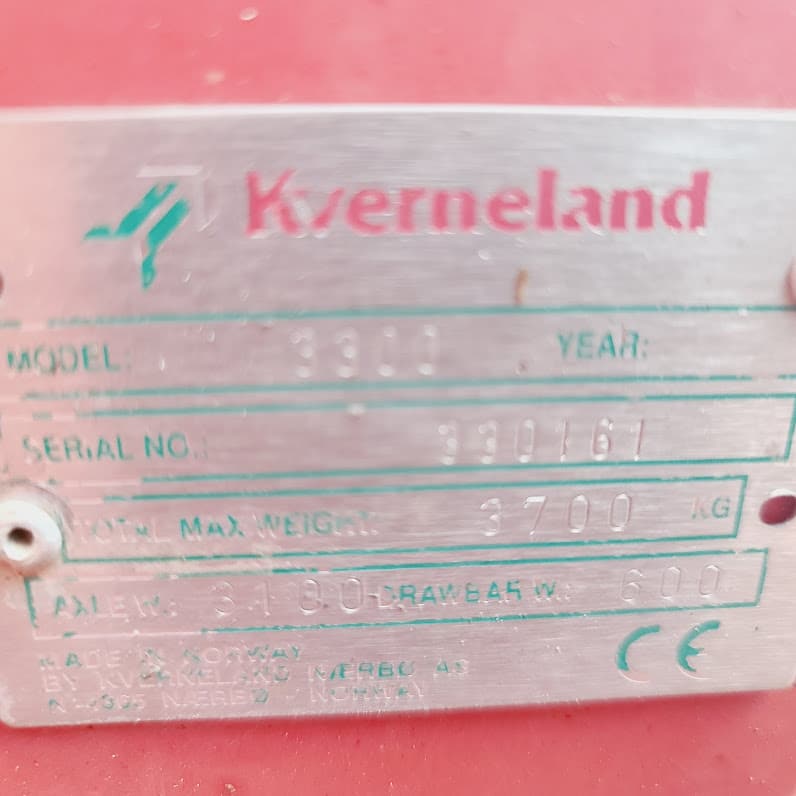 Kverneland
MODEL: 3300 YEAR:
SERIAL NO.: 330161
TOTAL MAX WEIGHT: 3700 KG
AXLE W.: 3100 DRAWBAR W.: 600
MADE IN NORWAY
BY KVERNELAND NÆRBØ AS
NÆRBØ - NORWAY
CE